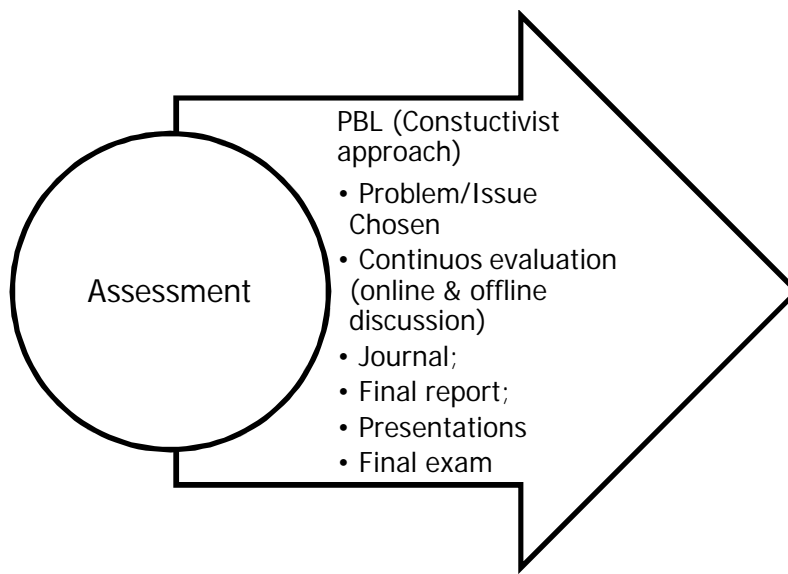 Assessment
PBL (Constuctivist
approach)
• Problem/Issue
Chosen
• Continuos evaluation
(online & offline
discussion)
• Journal;
• Final report;
• Presentations
• Final exam